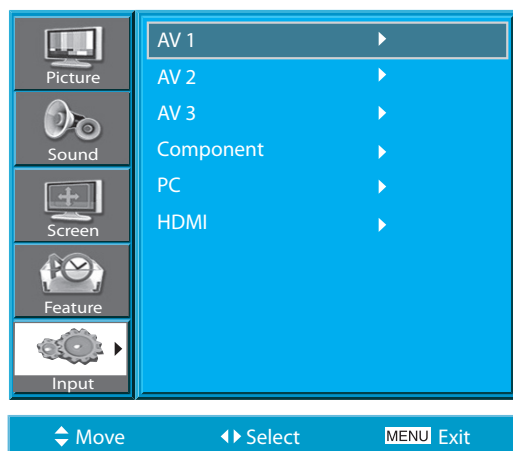 Picture
Sound
Screen
Feature
Input
AV 1
AV 2
AV 3
Component
PC
HDMI
Move Select MENU Exit